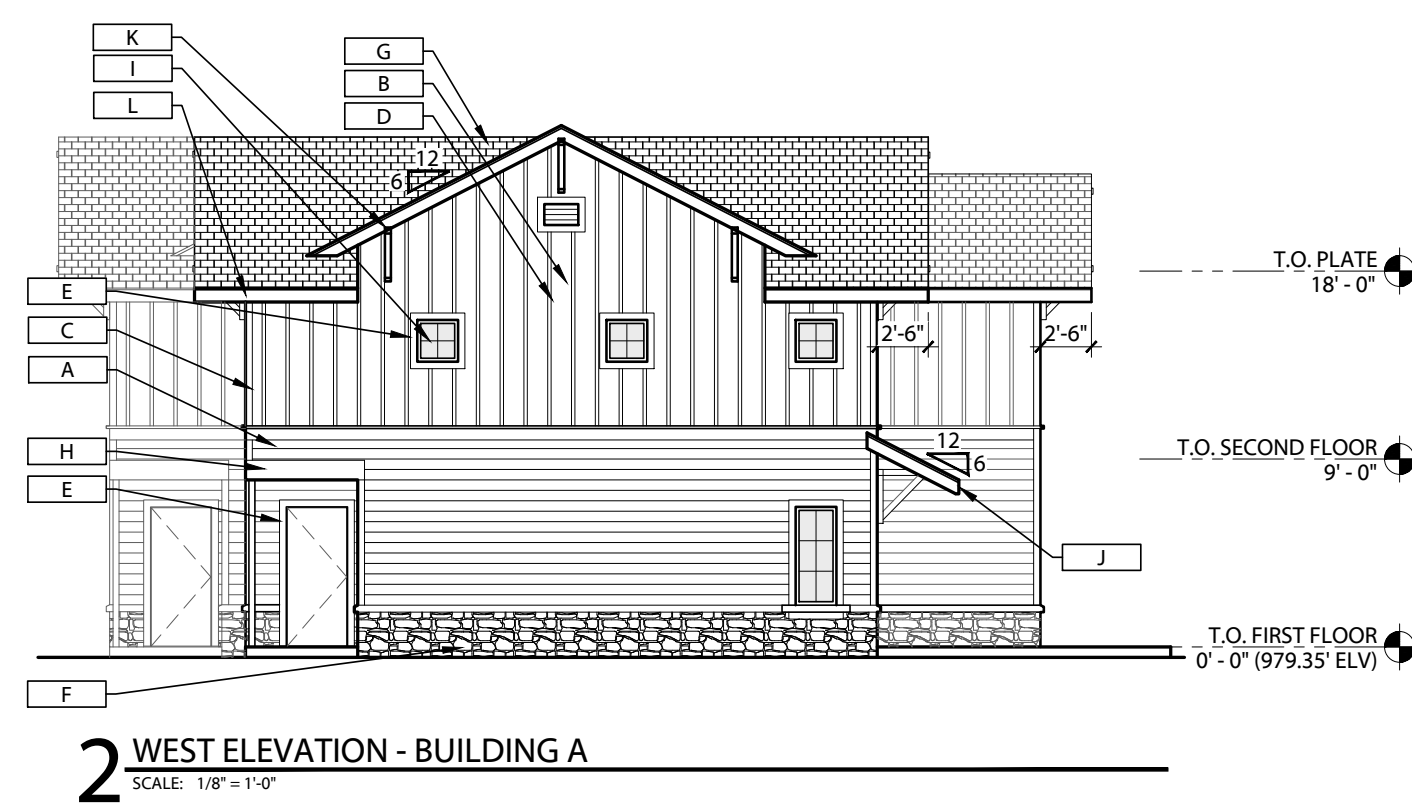 K
I
L
G
B
D
12
6
E
C
A
H
E
F
2'-6"
2'-6"
12
6
J
T.O. PLATE
18' - 0"
T.O. SECOND FLOOR
9' - 0"
T.O. FIRST FLOOR
0' - 0" (979.35' ELV)
2 WEST ELEVATION - BUILDING A
SCALE: 1/8" = 1'-0"